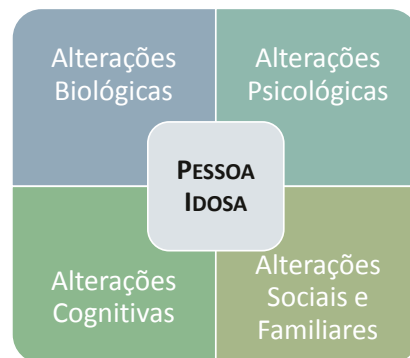 Alterações
Biológicas
Alterações
Psicológicas
PESSOA
IDOSA
Alterações
Cognitivas
Alterações
Sociais e
Familiares